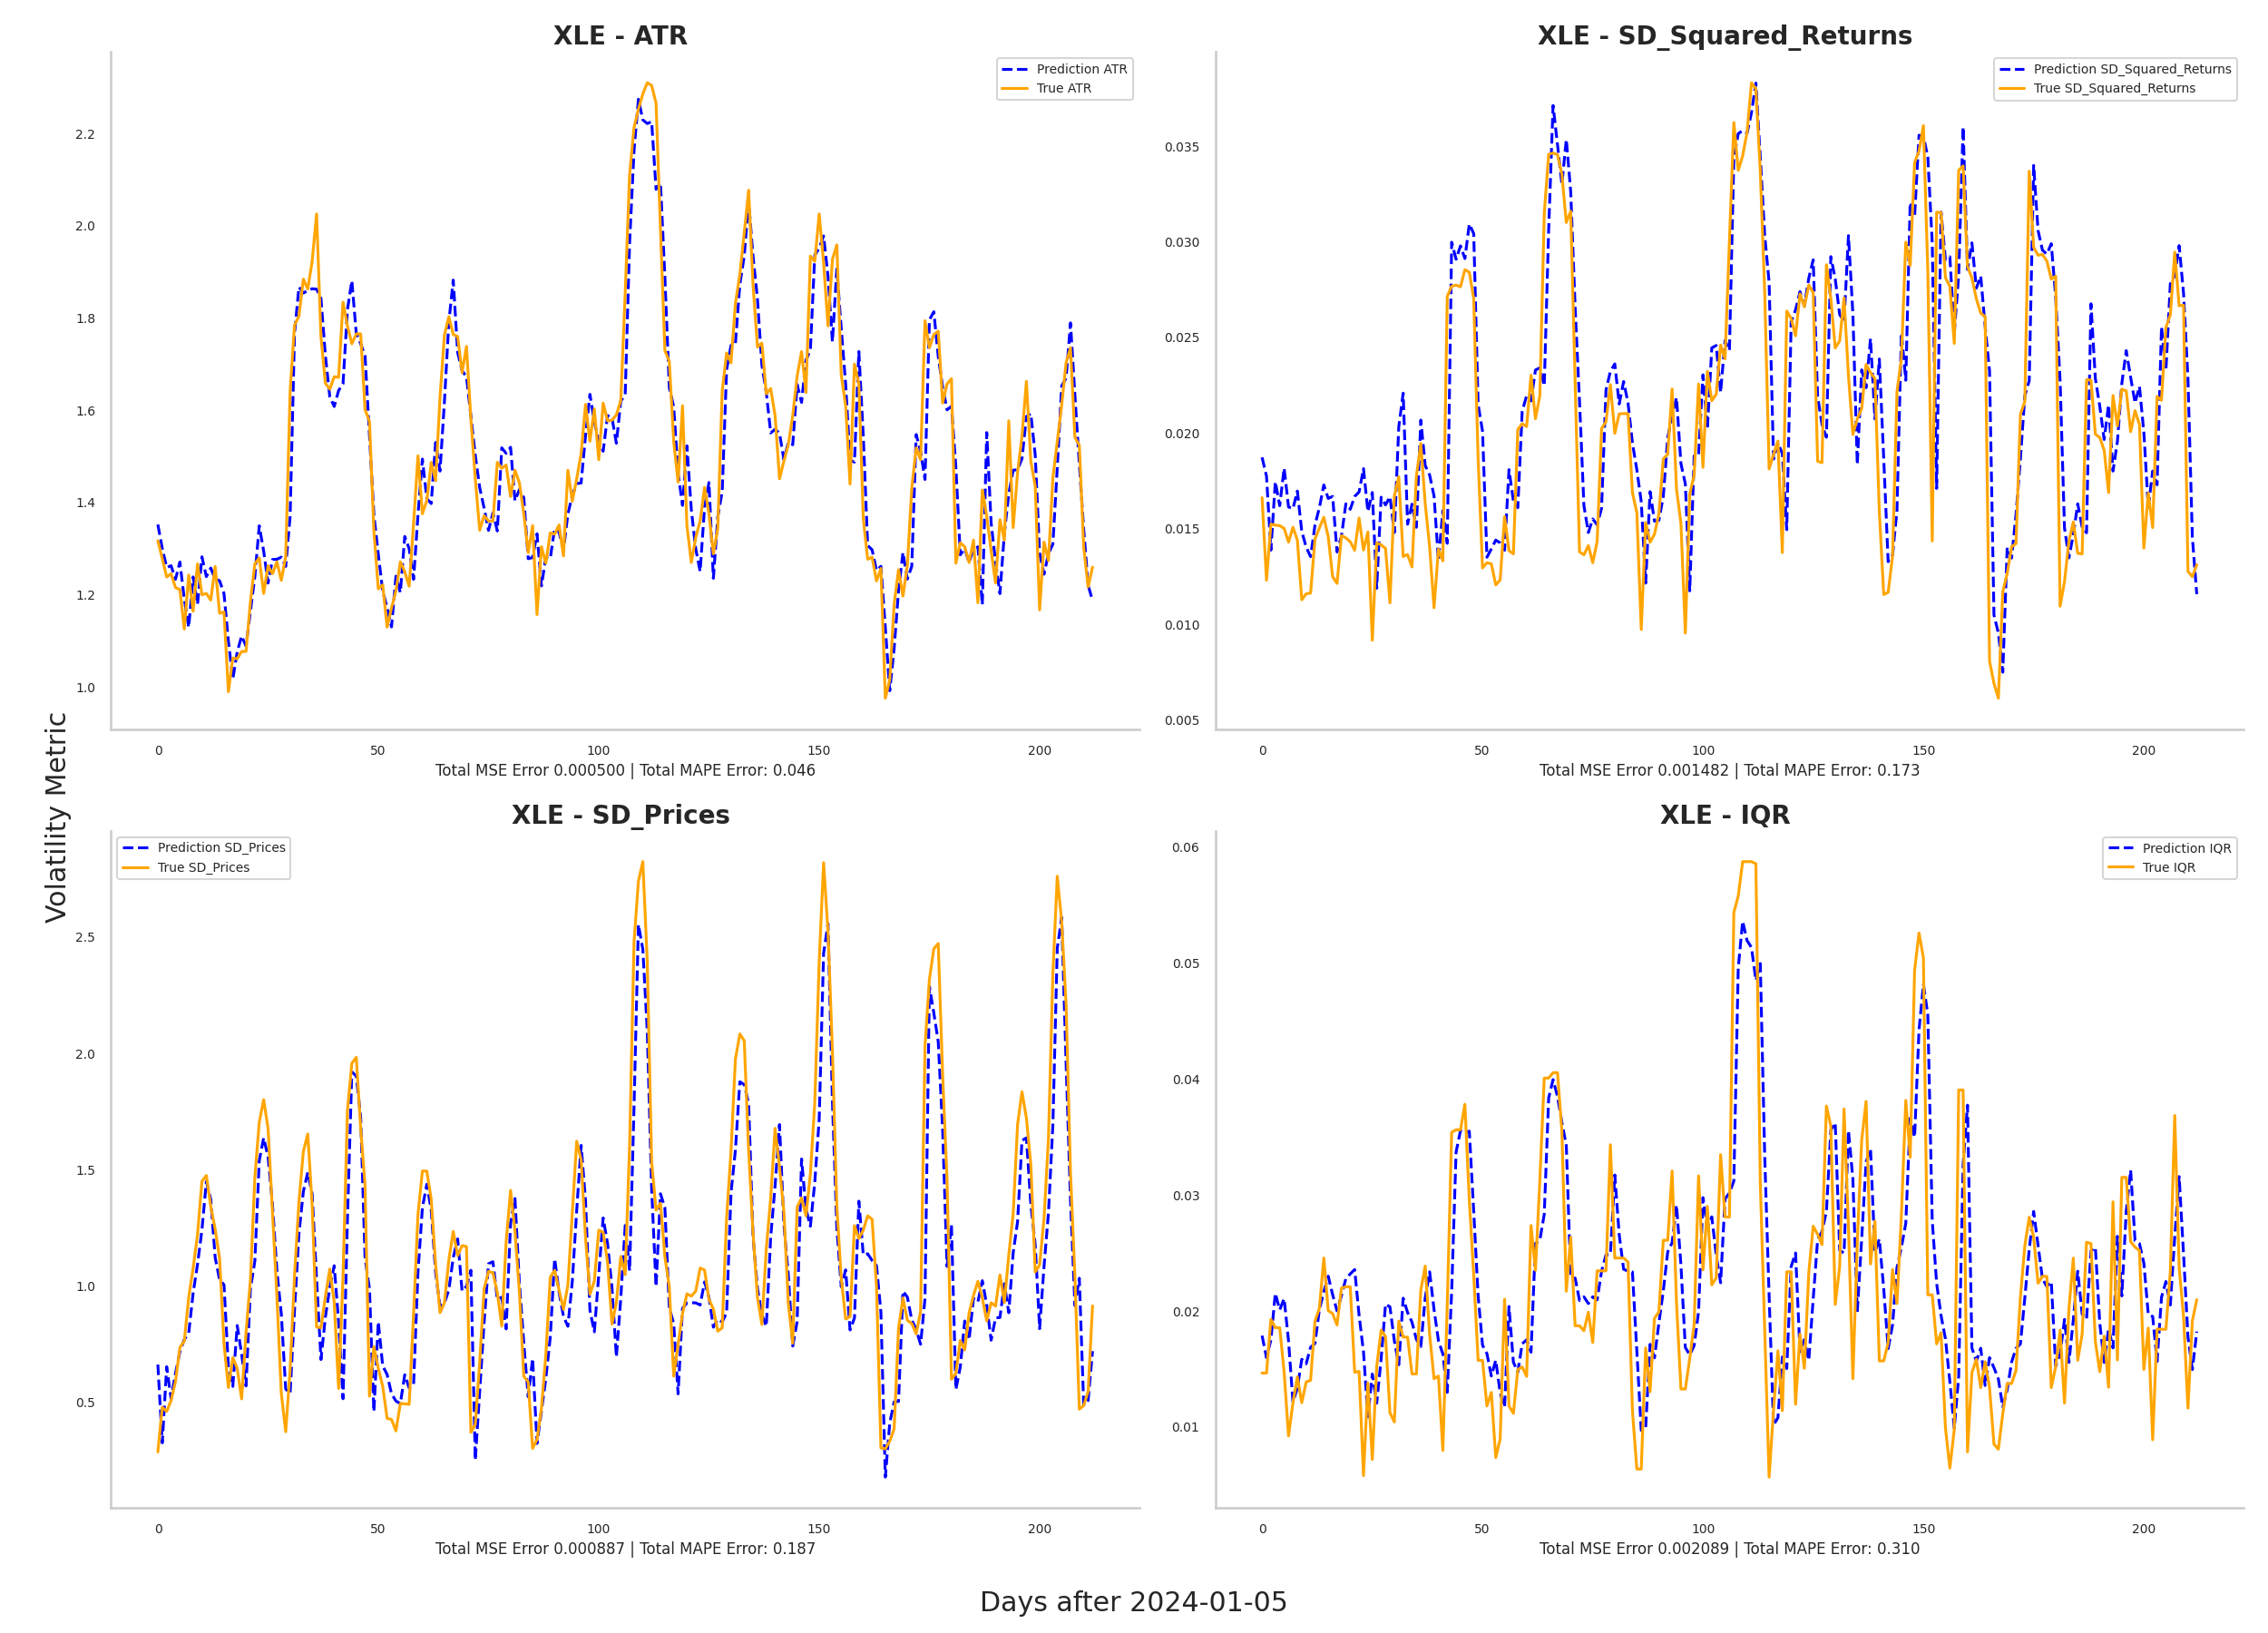 XLE - ATR
Prediction ATR
True ATR
2.2
2.0
1.8
1.6
1.4
1.2
1.0
0
50
100
150
200
Total MSE Error 0.000500 | Total MAPE Error: 0.046
XLE - SD_Squared_Returns
Prediction SD_Squared_Returns
True SD_Squared_Returns
0.035
0.030
0.025
0.020
0.015
0.010
0.005
0
50
100
150
200
Total MSE Error 0.001482 | Total MAPE Error: 0.173
Volatility Metric
XLE - SD_Prices
Prediction SD_Prices
True SD_Prices
2.5
2.0
1.5
1.0
0.5
0
50
100
150
200
Total MSE Error 0.000887 | Total MAPE Error: 0.187
XLE - IQR
Prediction IQR
True IQR
0.06
0.05
0.04
0.03
0.02
0.01
0
50
100
150
200
Total MSE Error 0.002089 | Total MAPE Error: 0.310
Days after 2024-01-05